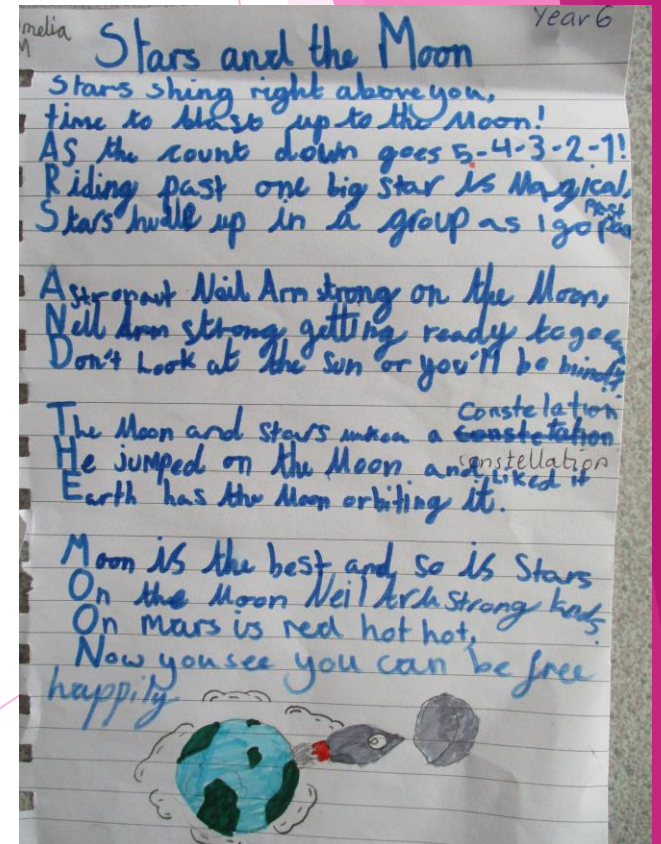 melia
M
Year 6
Stars and the Moon
Stars shing right above you,
time to blast up to the Moon!
As the count down goes 5-4-3-2-1!
Riding past one big star is Magical,
Stars hudle up in a group as I go past
Astronaut Neil Arm strong on the Moon,
Neil Arm strong getting ready to go
Don't Look at the Sun or you'll be blind!
Constelation
The Moon and stars a Constetation
constellation
He jumped on the Moon and Liked it
Earth has the Moon orbiting it.
Moon is the best and so is Stars
On the Moon Neil Arm Strong lands.
On mars is red hot hot,
Now you see you can be free
happily